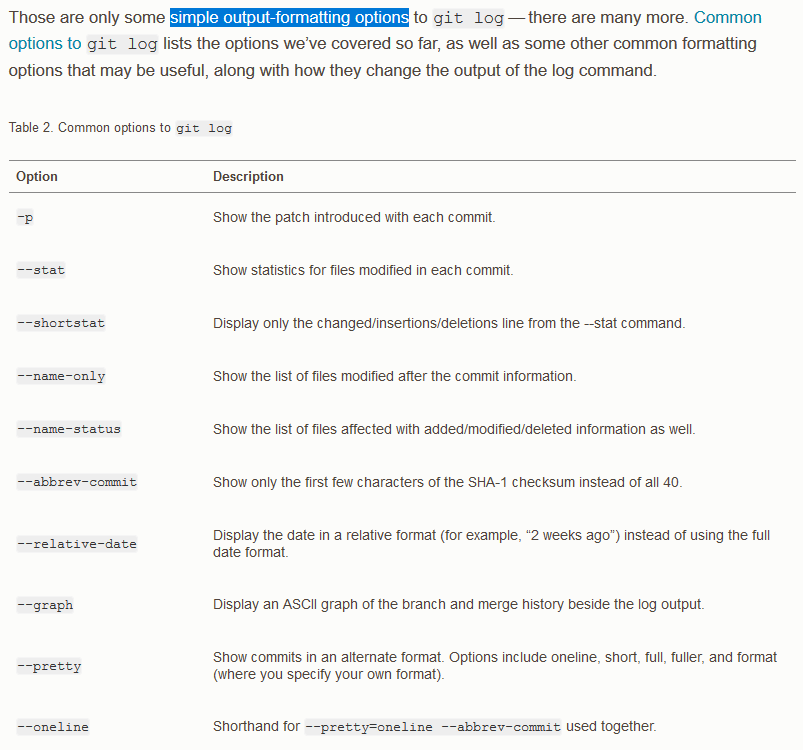 Those are only some simple output-formatting options to git log — there are many more. Common
options to git log lists the options we’ve covered so far, as well as some other common formatting
options that may be useful, along with how they change the output of the log command.
Table 2. Common options to git log
Option Description
-p Show the patch introduced with each commit.
--stat Show statistics for files modified in each commit.
--shortstat Display only the changed/insertions/deletions line from the --stat command.
--name-only Show the list of files modified after the commit information.
--name-status Show the list of files affected with added/modified/deleted information as well.
--abbrev-commit Show only the first few characters of the SHA-1 checksum instead of all 40.
--relative-date Display the date in a relative format (for example, “2 weeks ago”) instead of using the full
date format.
--graph Display an ASCII graph of the branch and merge history beside the log output.
--pretty Show commits in an alternate format. Options include oneline, short, full, fuller, and format
(where you specify your own format).
--oneline Shorthand for --pretty=oneline --abbrev-commit used together.